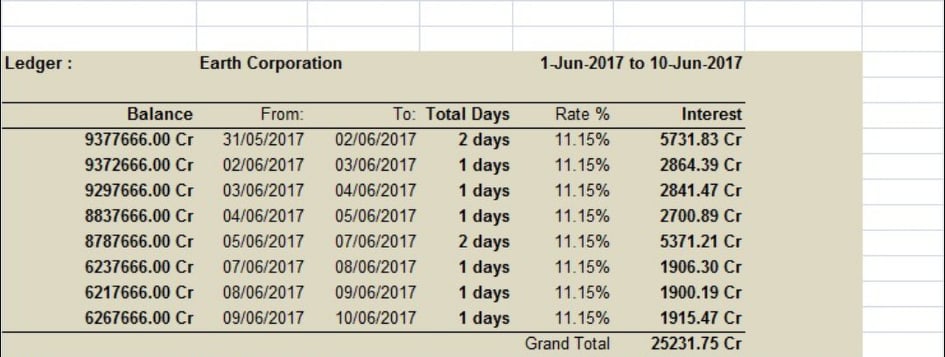 Ledger : Earth Corporation 1-Jun-2017 to 10-Jun-2017
Balance From: To: Total Days Rate % Interest
9377666.00 Cr 31/05/2017 02/06/2017 2 days 11.15% 5731.83 Cr
9372666.00 Cr 02/06/2017 03/06/2017 1 days 11.15% 2864.39 Cr
9297666.00 Cr 03/06/2017 04/06/2017 1 days 11.15% 2841.47 Cr
8837666.00 Cr 04/06/2017 05/06/2017 1 days 11.15% 2700.89 Cr
8787666.00 Cr 05/06/2017 07/06/2017 2 days 11.15% 5371.21 Cr
6237666.00 Cr 07/06/2017 08/06/2017 1 days 11.15% 1906.30 Cr
6217666.00 Cr 08/06/2017 09/06/2017 1 days 11.15% 1900.19 Cr
6267666.00 Cr 09/06/2017 10/06/2017 1 days 11.15% 1915.47 Cr
Grand Total 25231.75 Cr